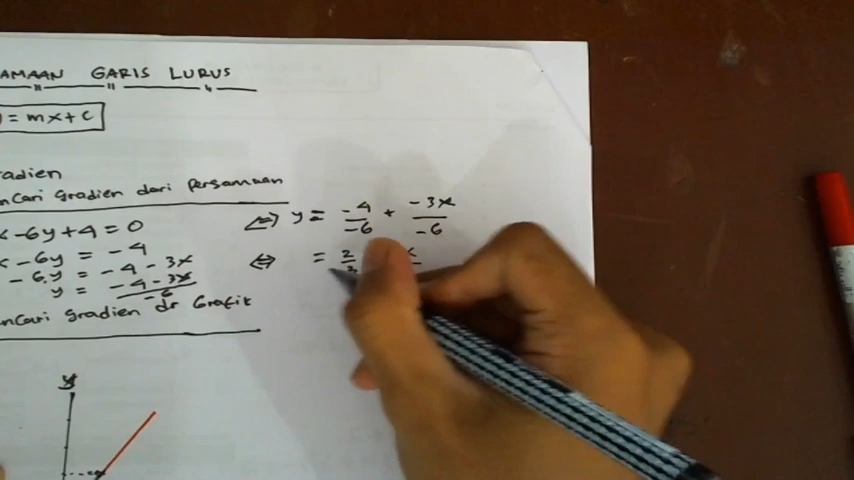 AMAAN GARIS LURUS
= mx + c
radien
ncari gradien dari persamaan
- 6y + 4 = 0
- 6y = -4
- 6.y = -4 - 3x
y = -4 - 3x / -6
⇔ y = -4/-6 + -3x/-6
⇔ = 2/3
ncari gradien dr Grafik
y